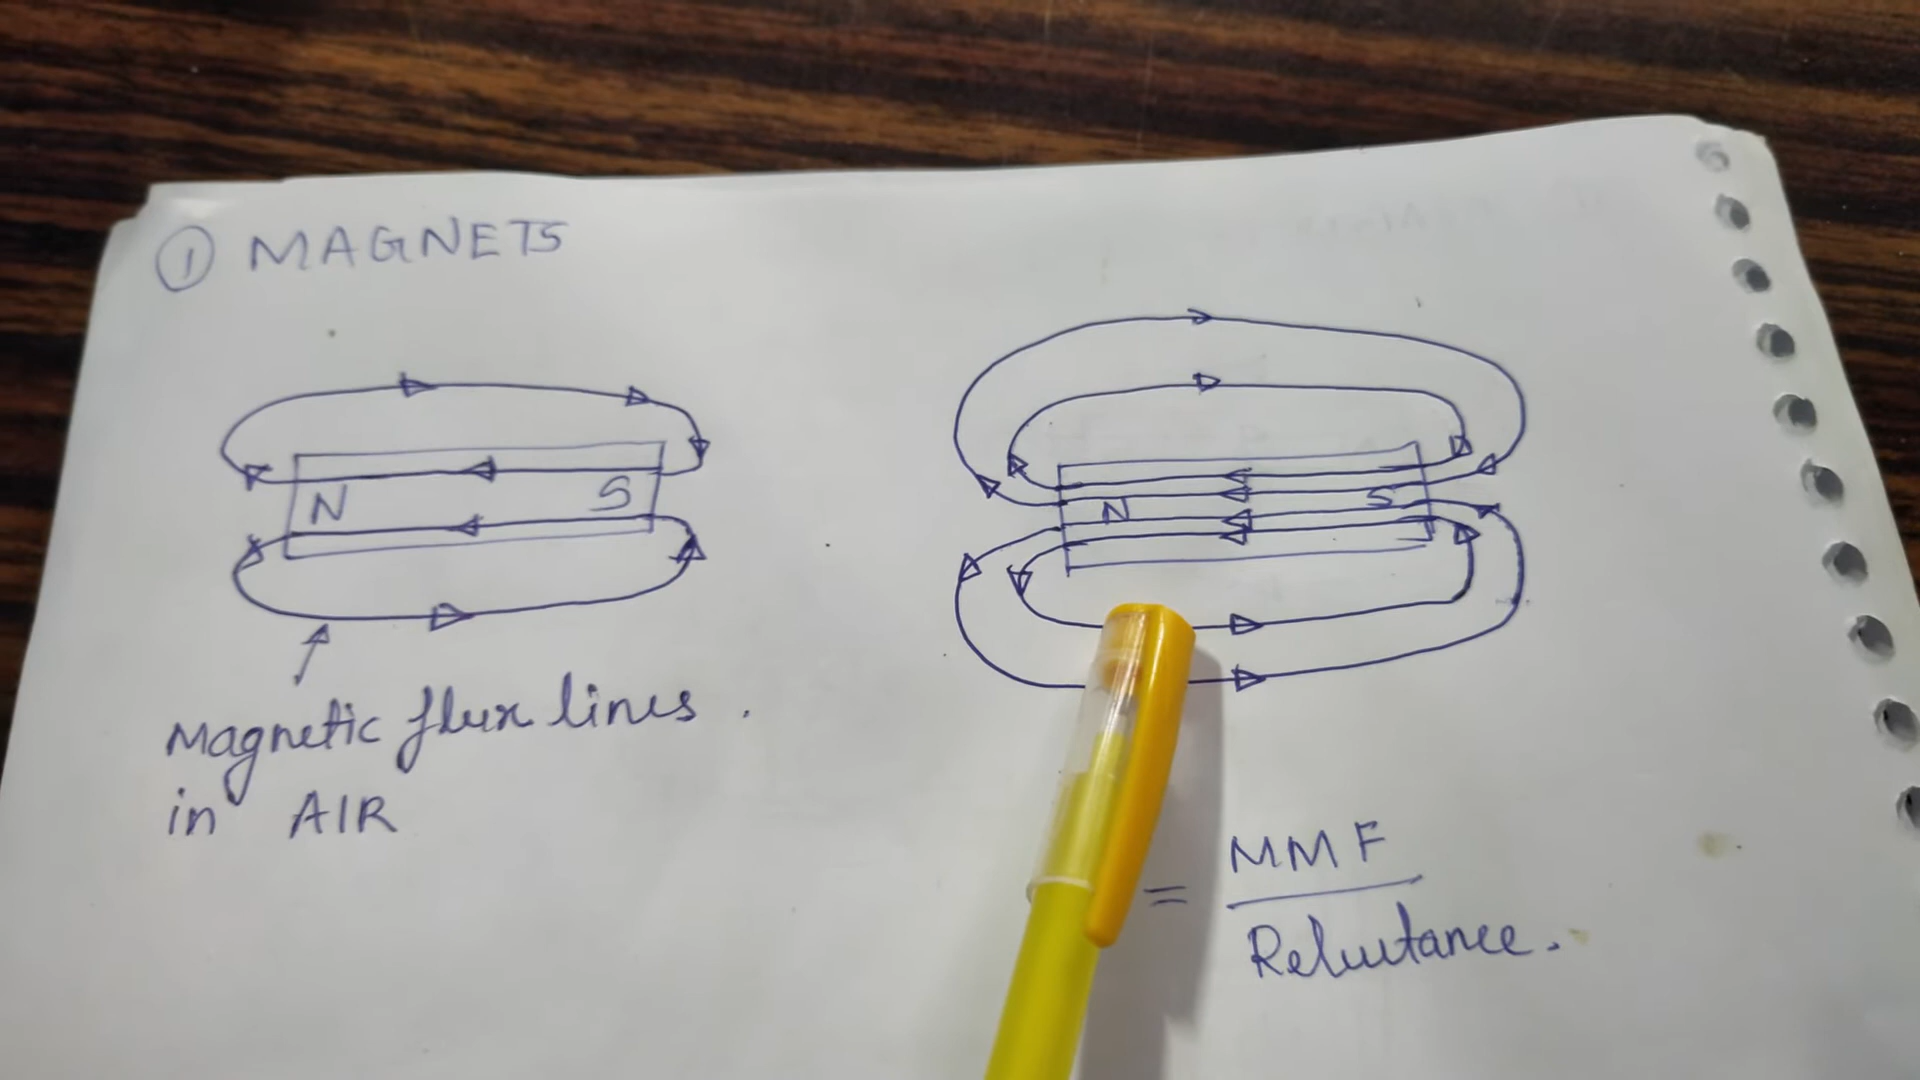 ① MAGNETS
N S
N S
Magnetic flux lines.
in AIR
= MMF
Reluctance.